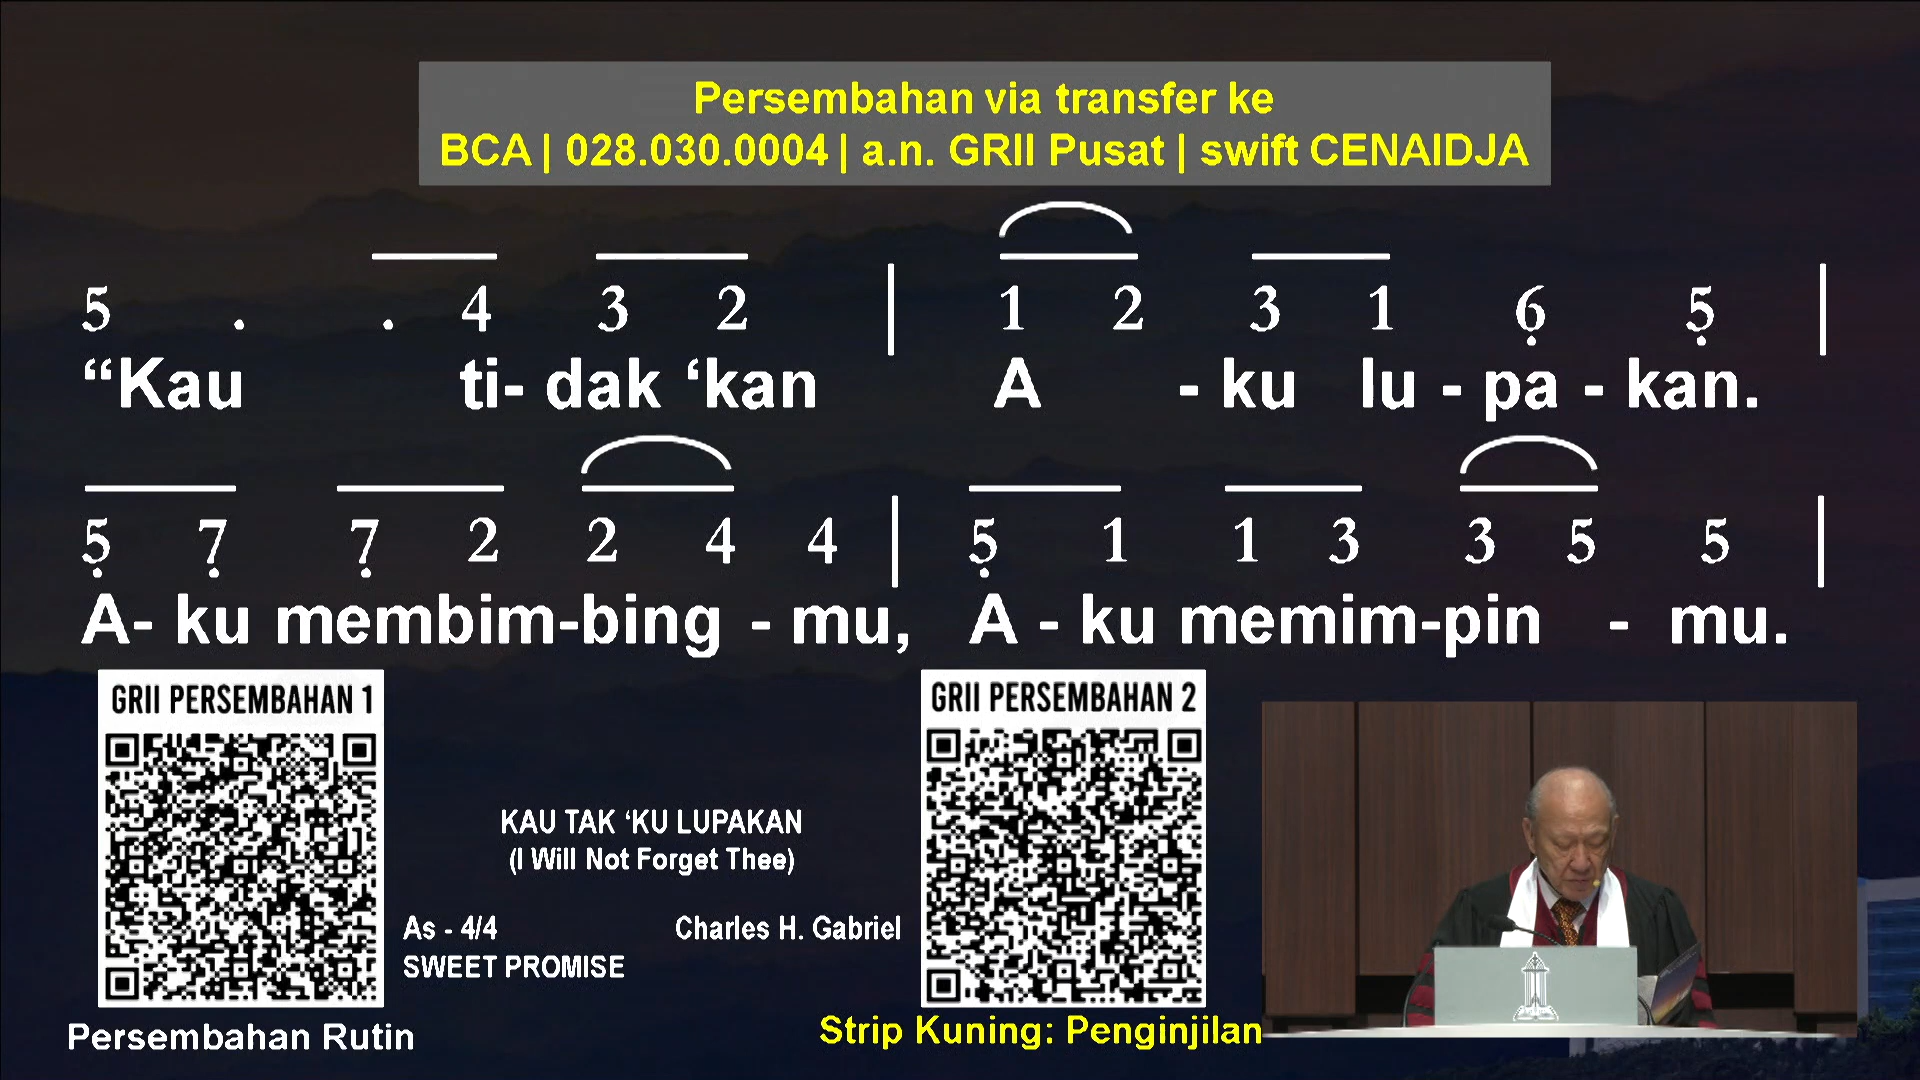 Persembahan via transfer ke
BCA | 028.030.0004 | a.n. GRII Pusat | swift CENAIDJA
5 . . 4 3 2 | 1 2 3 1 6̣ 5̣ |
“Kau ti- dak ‘kan A - ku lu - pa - kan.
5̣ 7̣ 7̣ 2 2 4 4 | 5̣ 1 1 3 3 5 5 |
A- ku membim-bing - mu, A - ku memim-pin - mu.
GRII PERSEMBAHAN 1
Persembahan Rutin
KAU TAK ‘KU LUPAKAN
(I Will Not Forget Thee)
As - 4/4 Charles H. Gabriel
SWEET PROMISE
GRII PERSEMBAHAN 2
Strip Kuning: Penginjilan